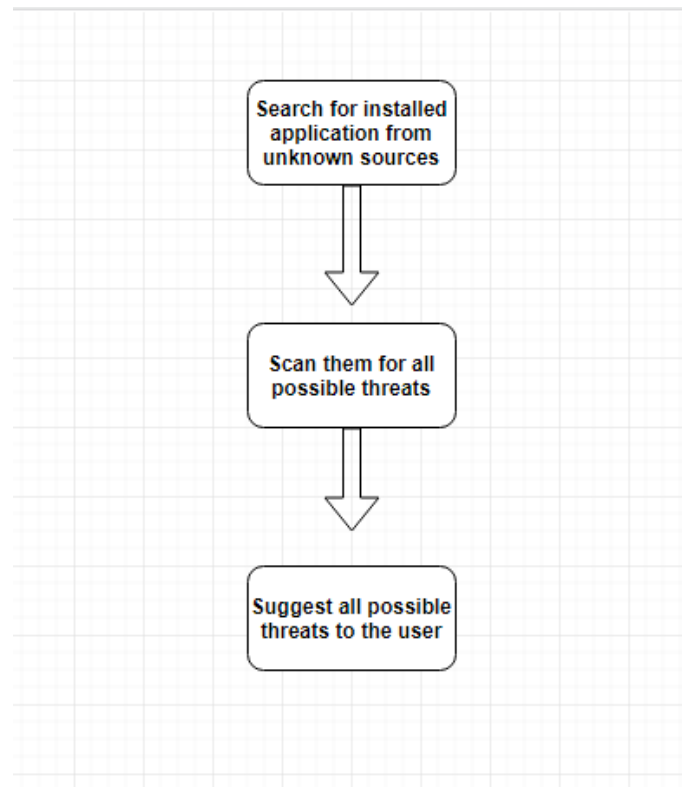 Search for installed
application from
unknown sources
Scan them for all
possible threats
Suggest all possible
threats to the user